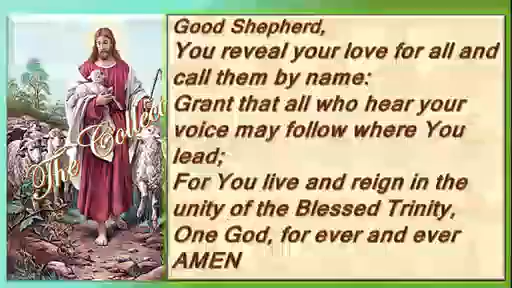 The Collect
Good Shepherd,
You reveal your love for all and
call them by name:
Grant that all who hear your
voice may follow where You
lead;
For You live and reign in the
unity of the Blessed Trinity,
One God, for ever and ever
AMEN